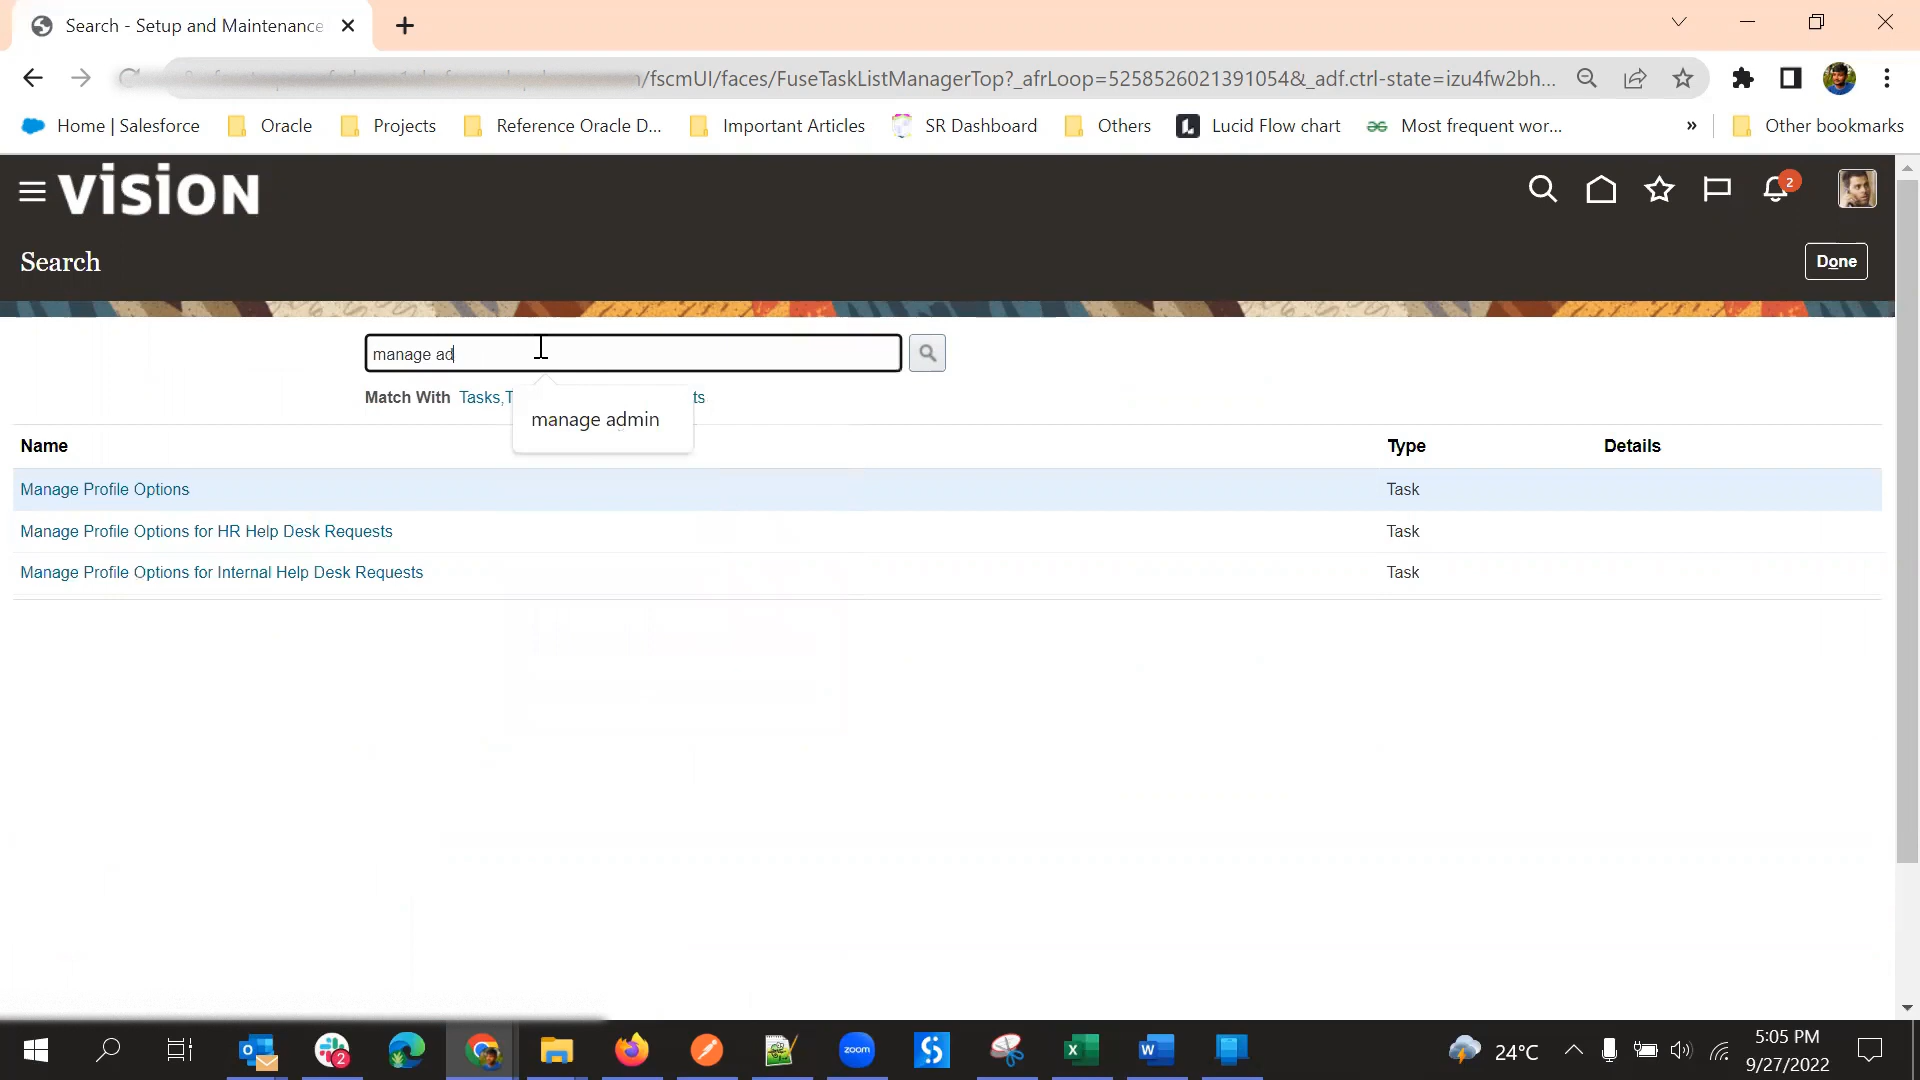 Search - Setup and Maintenance
/fscmUI/faces/FuseTaskListManagerTop?_afrLoop=5258526021391054&_adf.ctrl-state=izu4fw2bh...
Home | Salesforce Oracle Projects Reference Oracle D... Important Articles SR Dashboard Others Lucid Flow chart Most frequent wor... » Other bookmarks
VISION
2
Search
Done
manage ad
Match With Tasks,T ts
manage admin
Name Type Details
Manage Profile Options Task
Manage Profile Options for HR Help Desk Requests Task
Manage Profile Options for Internal Help Desk Requests Task
2
zoom
24°C
5:05 PM
9/27/2022